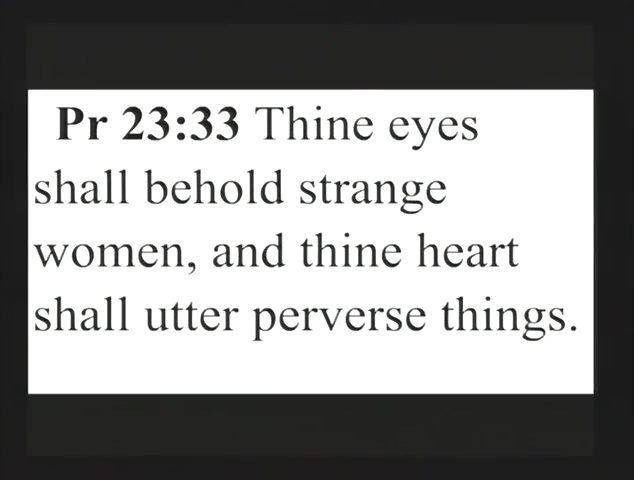 Pr 23:33 Thine eyes
shall behold strange
women, and thine heart
shall utter perverse things.